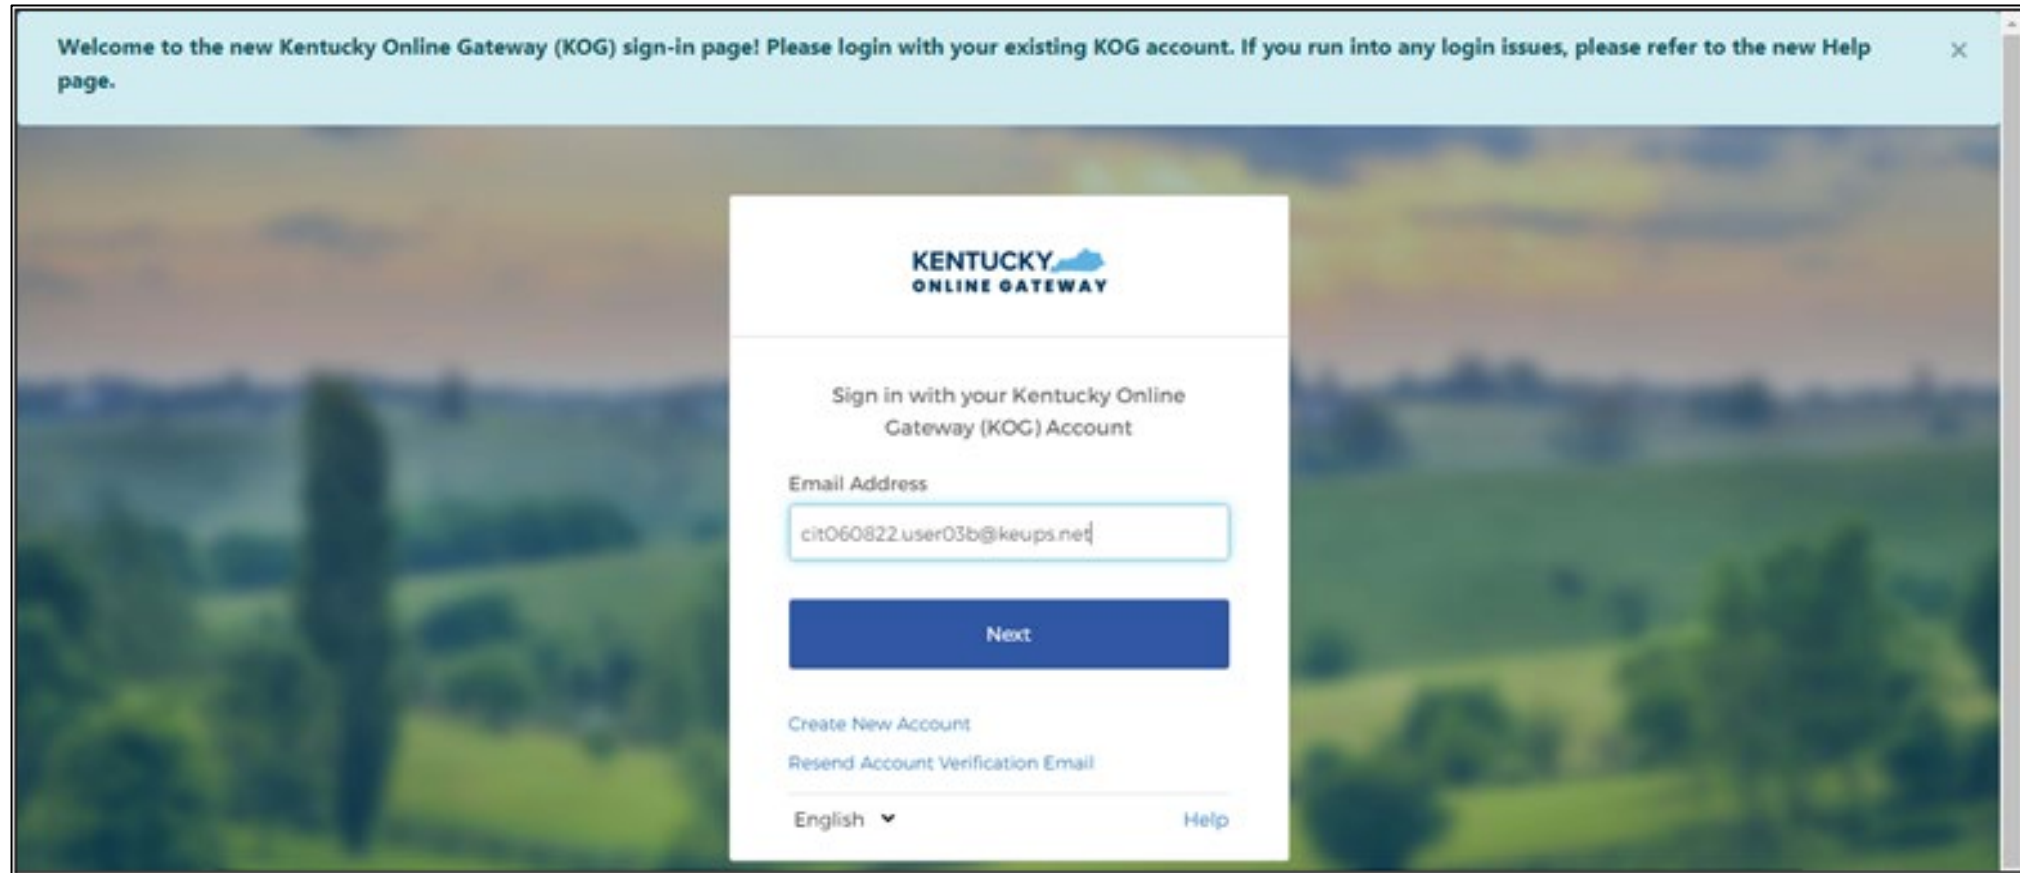 Welcome to the new Kentucky Online Gateway (KOG) sign-in page! Please login with your existing KOG account. If you run into any login issues, please refer to the new Help
page.
KENTUCKY
ONLINE GATEWAY
Sign in with your Kentucky Online
Gateway (KOG) Account
Email Address
cit060822.user03b@keups.net
Next
Create New Account
Resend Account Verification Email
English
Help